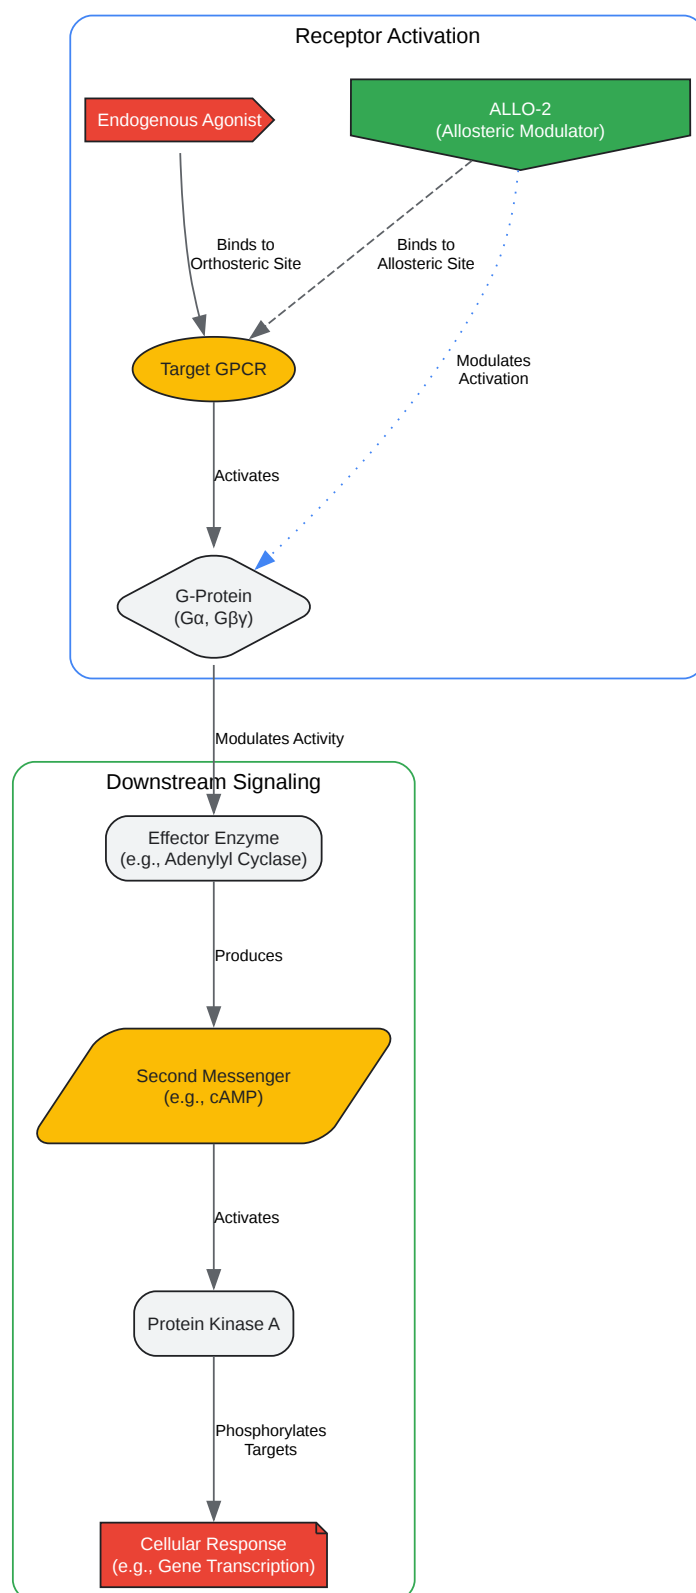 Receptor Activation
Endogenous Agonist
ALLO-2
(Allosteric Modulator)
Binds to
Orthosteric Site
Binds to
Allosteric Site
Target GPCR
Modulates
Activation
Activates
G-Protein
(Gα, Gβγ)
Modulates Activity
Downstream Signaling
Effector Enzyme
(e.g., Adenylyl Cyclase)
Produces
Second Messenger
(e.g., cAMP)
Activates
Protein Kinase A
Phosphorylates
Targets
Cellular Response
(e.g., Gene Transcription)